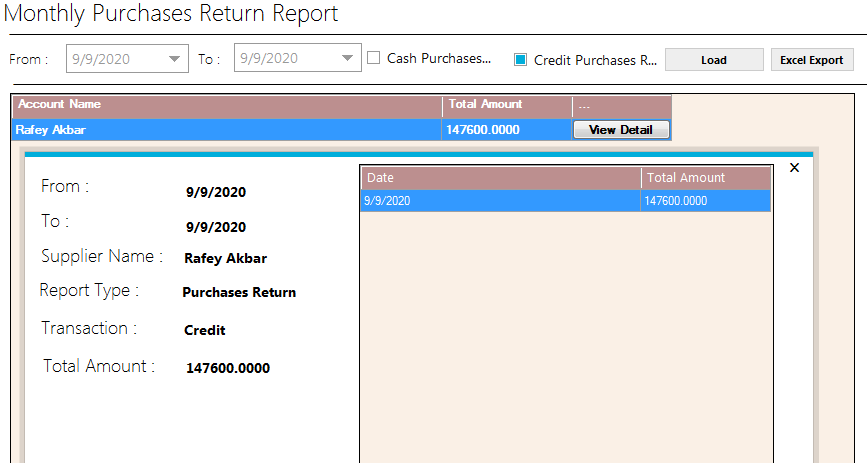 Monthly Purchases Return Report
From : 9/9/2020 To : 9/9/2020 Cash Purchases... Credit Purchases R... Load Excel Export
Account Name Total Amount ...
Rafey Akbar 147600.0000 View Detail
X
From : 9/9/2020
To : 9/9/2020
Supplier Name : Rafey Akbar
Report Type : Purchases Return
Transaction : Credit
Total Amount : 147600.0000
Date Total Amount
9/9/2020 147600.0000